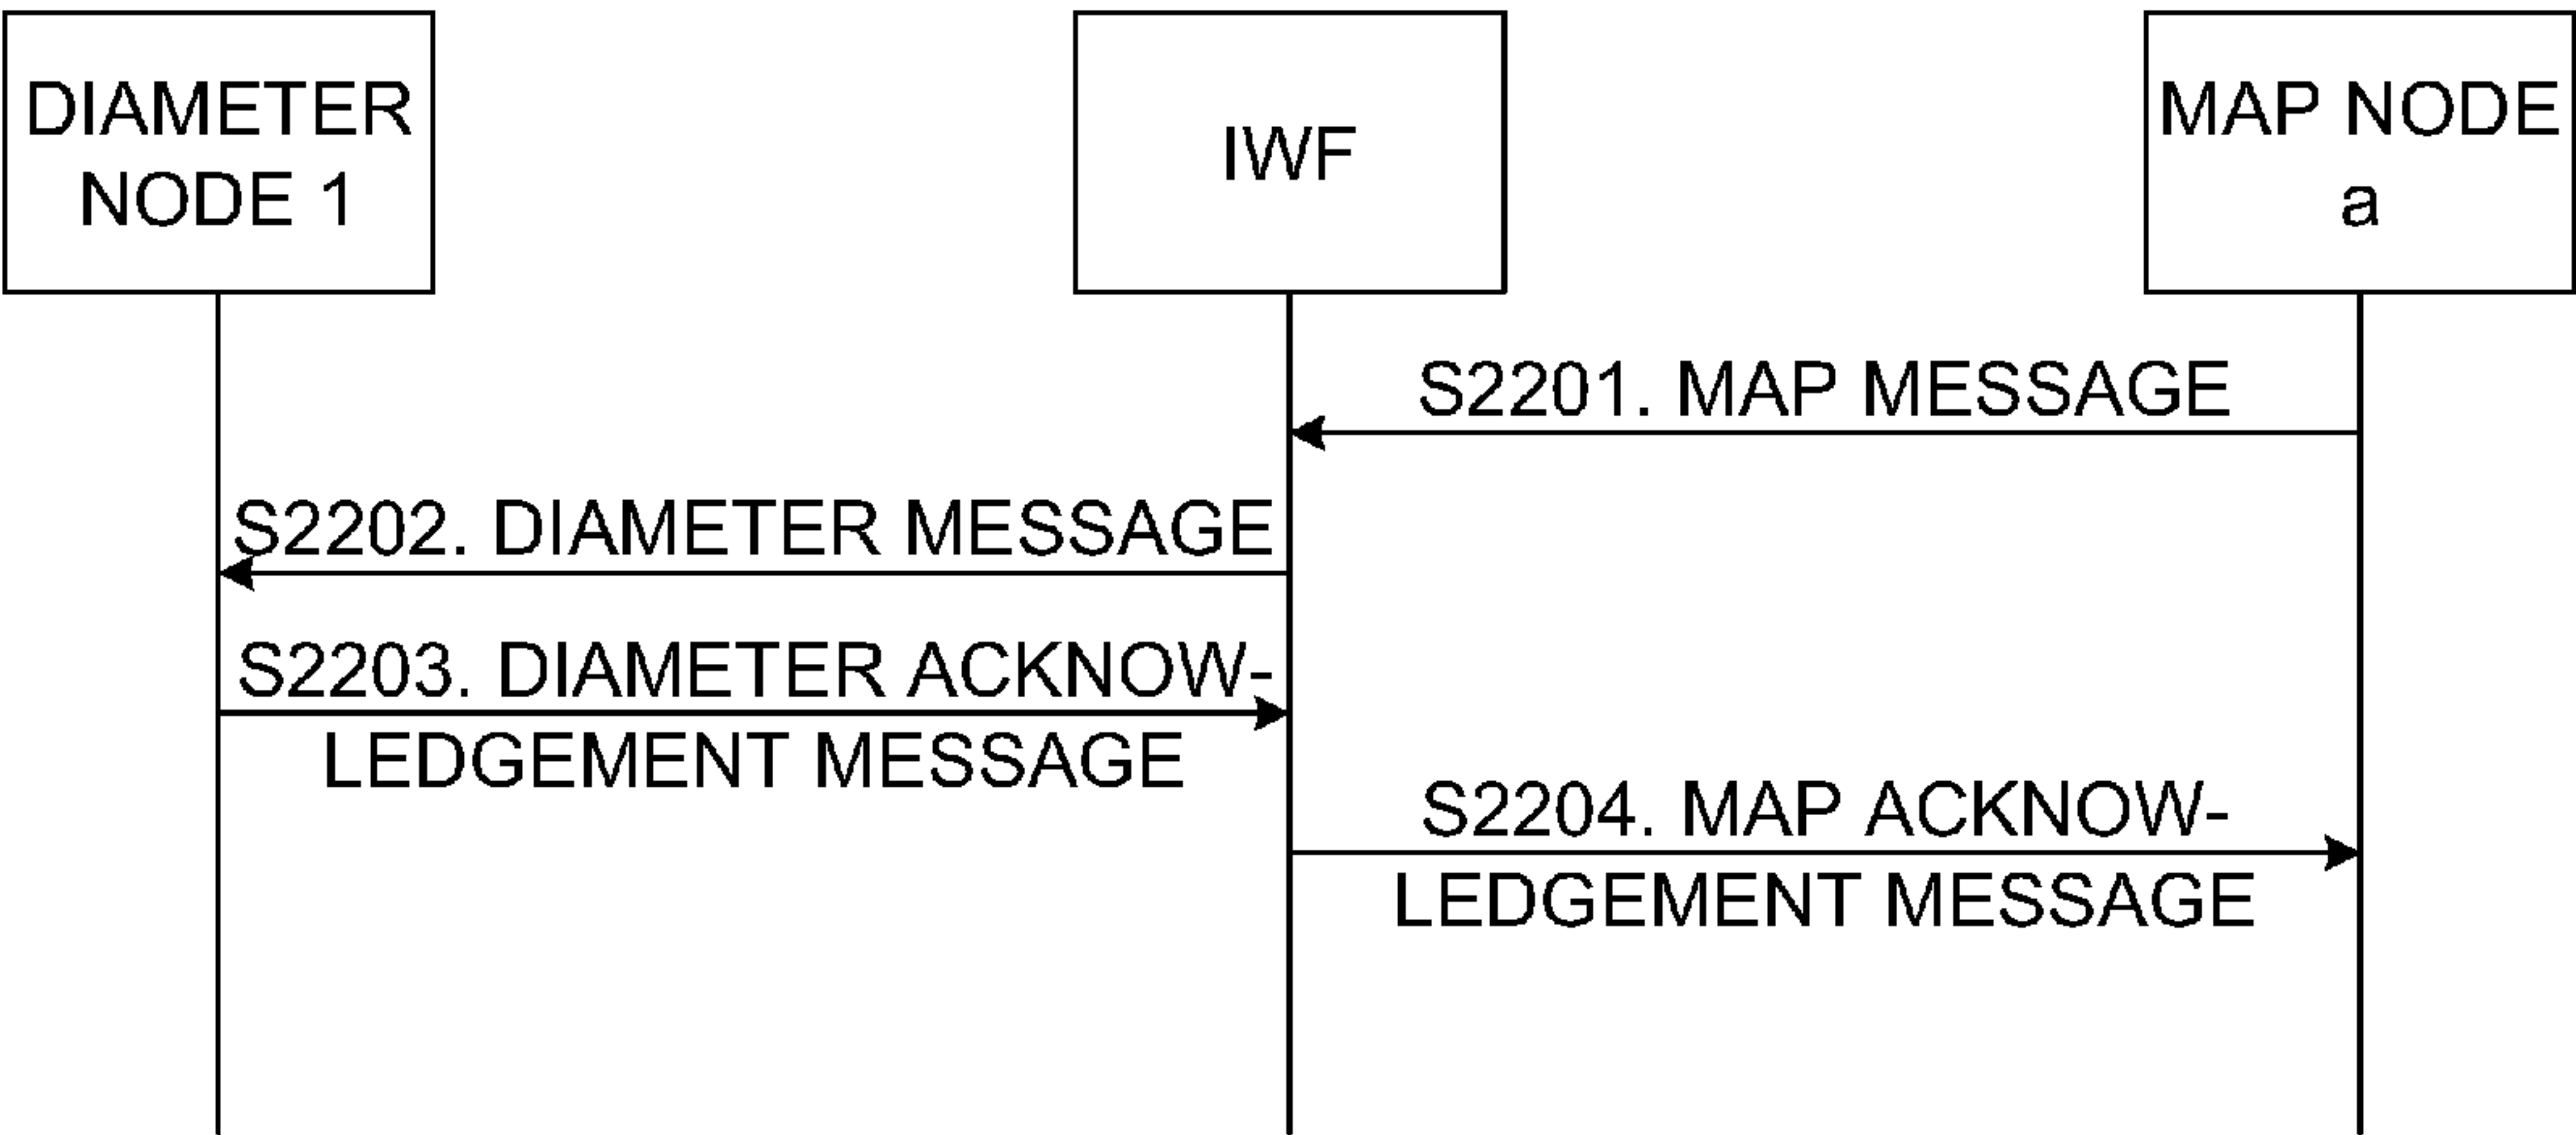 DIAMETER
NODE 1
IWF
MAP NODE
a
S2201. MAP MESSAGE
S2202. DIAMETER MESSAGE
S2203. DIAMETER ACKNOW-
LEDGEMENT MESSAGE
S2204. MAP ACKNOW-
LEDGEMENT MESSAGE